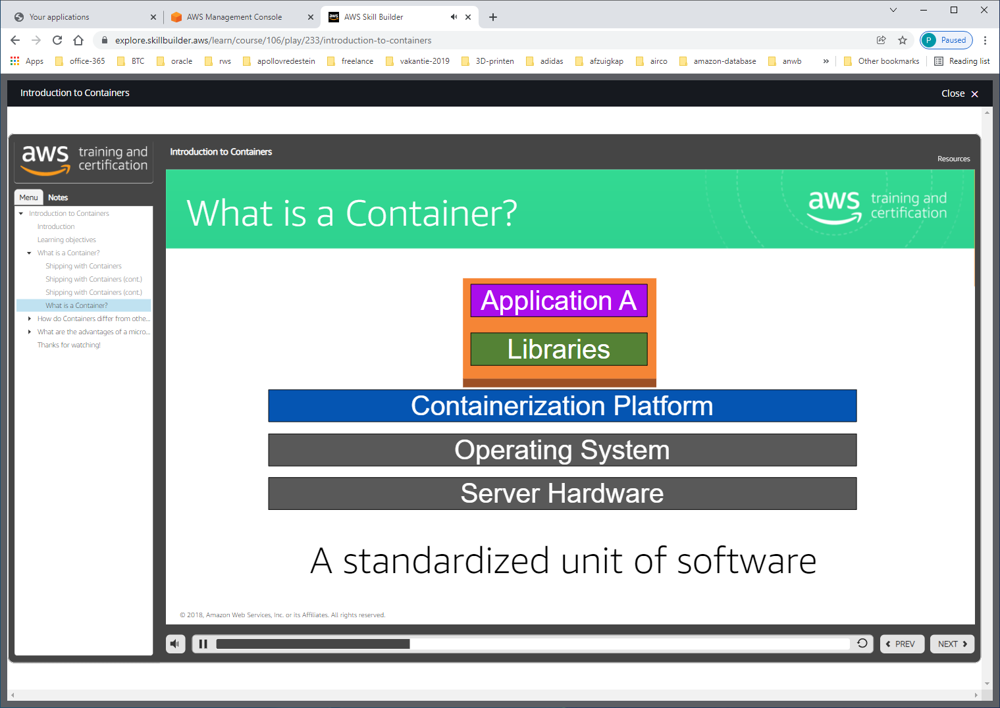 Your applications
AWS Management Console
aws AWS Skill Builder
explore.skillbuilder.aws/learn/course/106/play/233/introduction-to-containers
P Paused
Apps office-365 BTC oracle rws apollovredestein freelance vakantie-2019 3D-printen adidas afzuigkap airco amazon-database anwb » Other bookmarks Reading list
Introduction to Containers
Close
aws training and
certification
Introduction to Containers
Resources
Menu Notes
Introduction to Containers
Introduction
Learning objectives
What is a Container?
Shipping with Containers
Shipping with Containers (cont.)
Shipping with Containers (cont.)
What is a Container?
How do Containers differ from othe...
What are the advantages of a micro...
Thanks for watching!
What is a Container?
aws training and
certification
Application A
Libraries
Containerization Platform
Operating System
Server Hardware
A standardized unit of software
© 2018, Amazon Web Services, Inc. or its Affiliates. All rights reserved.
PREV
NEXT